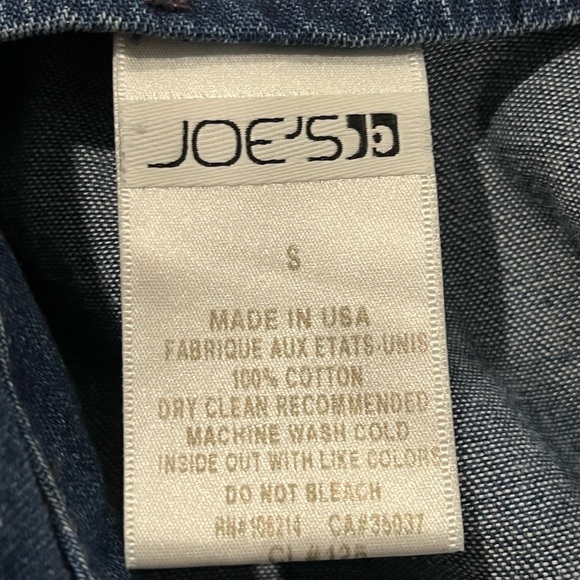 JOE'S
S
MADE IN USA
FABRIQUE AUX ETATS-UNIS
100% COTTON
DRY CLEAN RECOMMENDED
MACHINE WASH COLD
INSIDE OUT WITH LIKE COLORS
DO NOT BLEACH
RN#106214 CA#35037